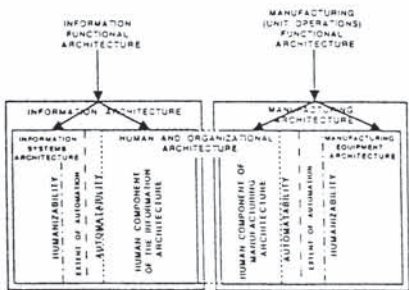 INFORMATION
FUNCTIONAL
ARCHITECTURE
MANUFACTURING
(UNIT OPERATIONS)
FUNCTIONAL
ARCHITECTURE
INFORMATION ARCHITECTURE
MANUFACTURING
ARCHITECTURE
INFORMATION
SYSTEMS
ARCHITECTURE
HUMAN AND ORGANIZATIONAL
ARCHITECTURE
MANUFACTURING
EQUIPMENT
ARCHITECTURE
HUMANIZABILITY
EXTENT OF AUTOMATION
AUTOMATABILITY
HUMAN COMPONENT
OF THE INFORMATION
ARCHITECTURE
HUMAN COMPONENT OF
MANUFACTURING
ARCHITECTURE
AUTOMATABILITY
EXTENT OF AUTOMATION
HUMANIZABILITY